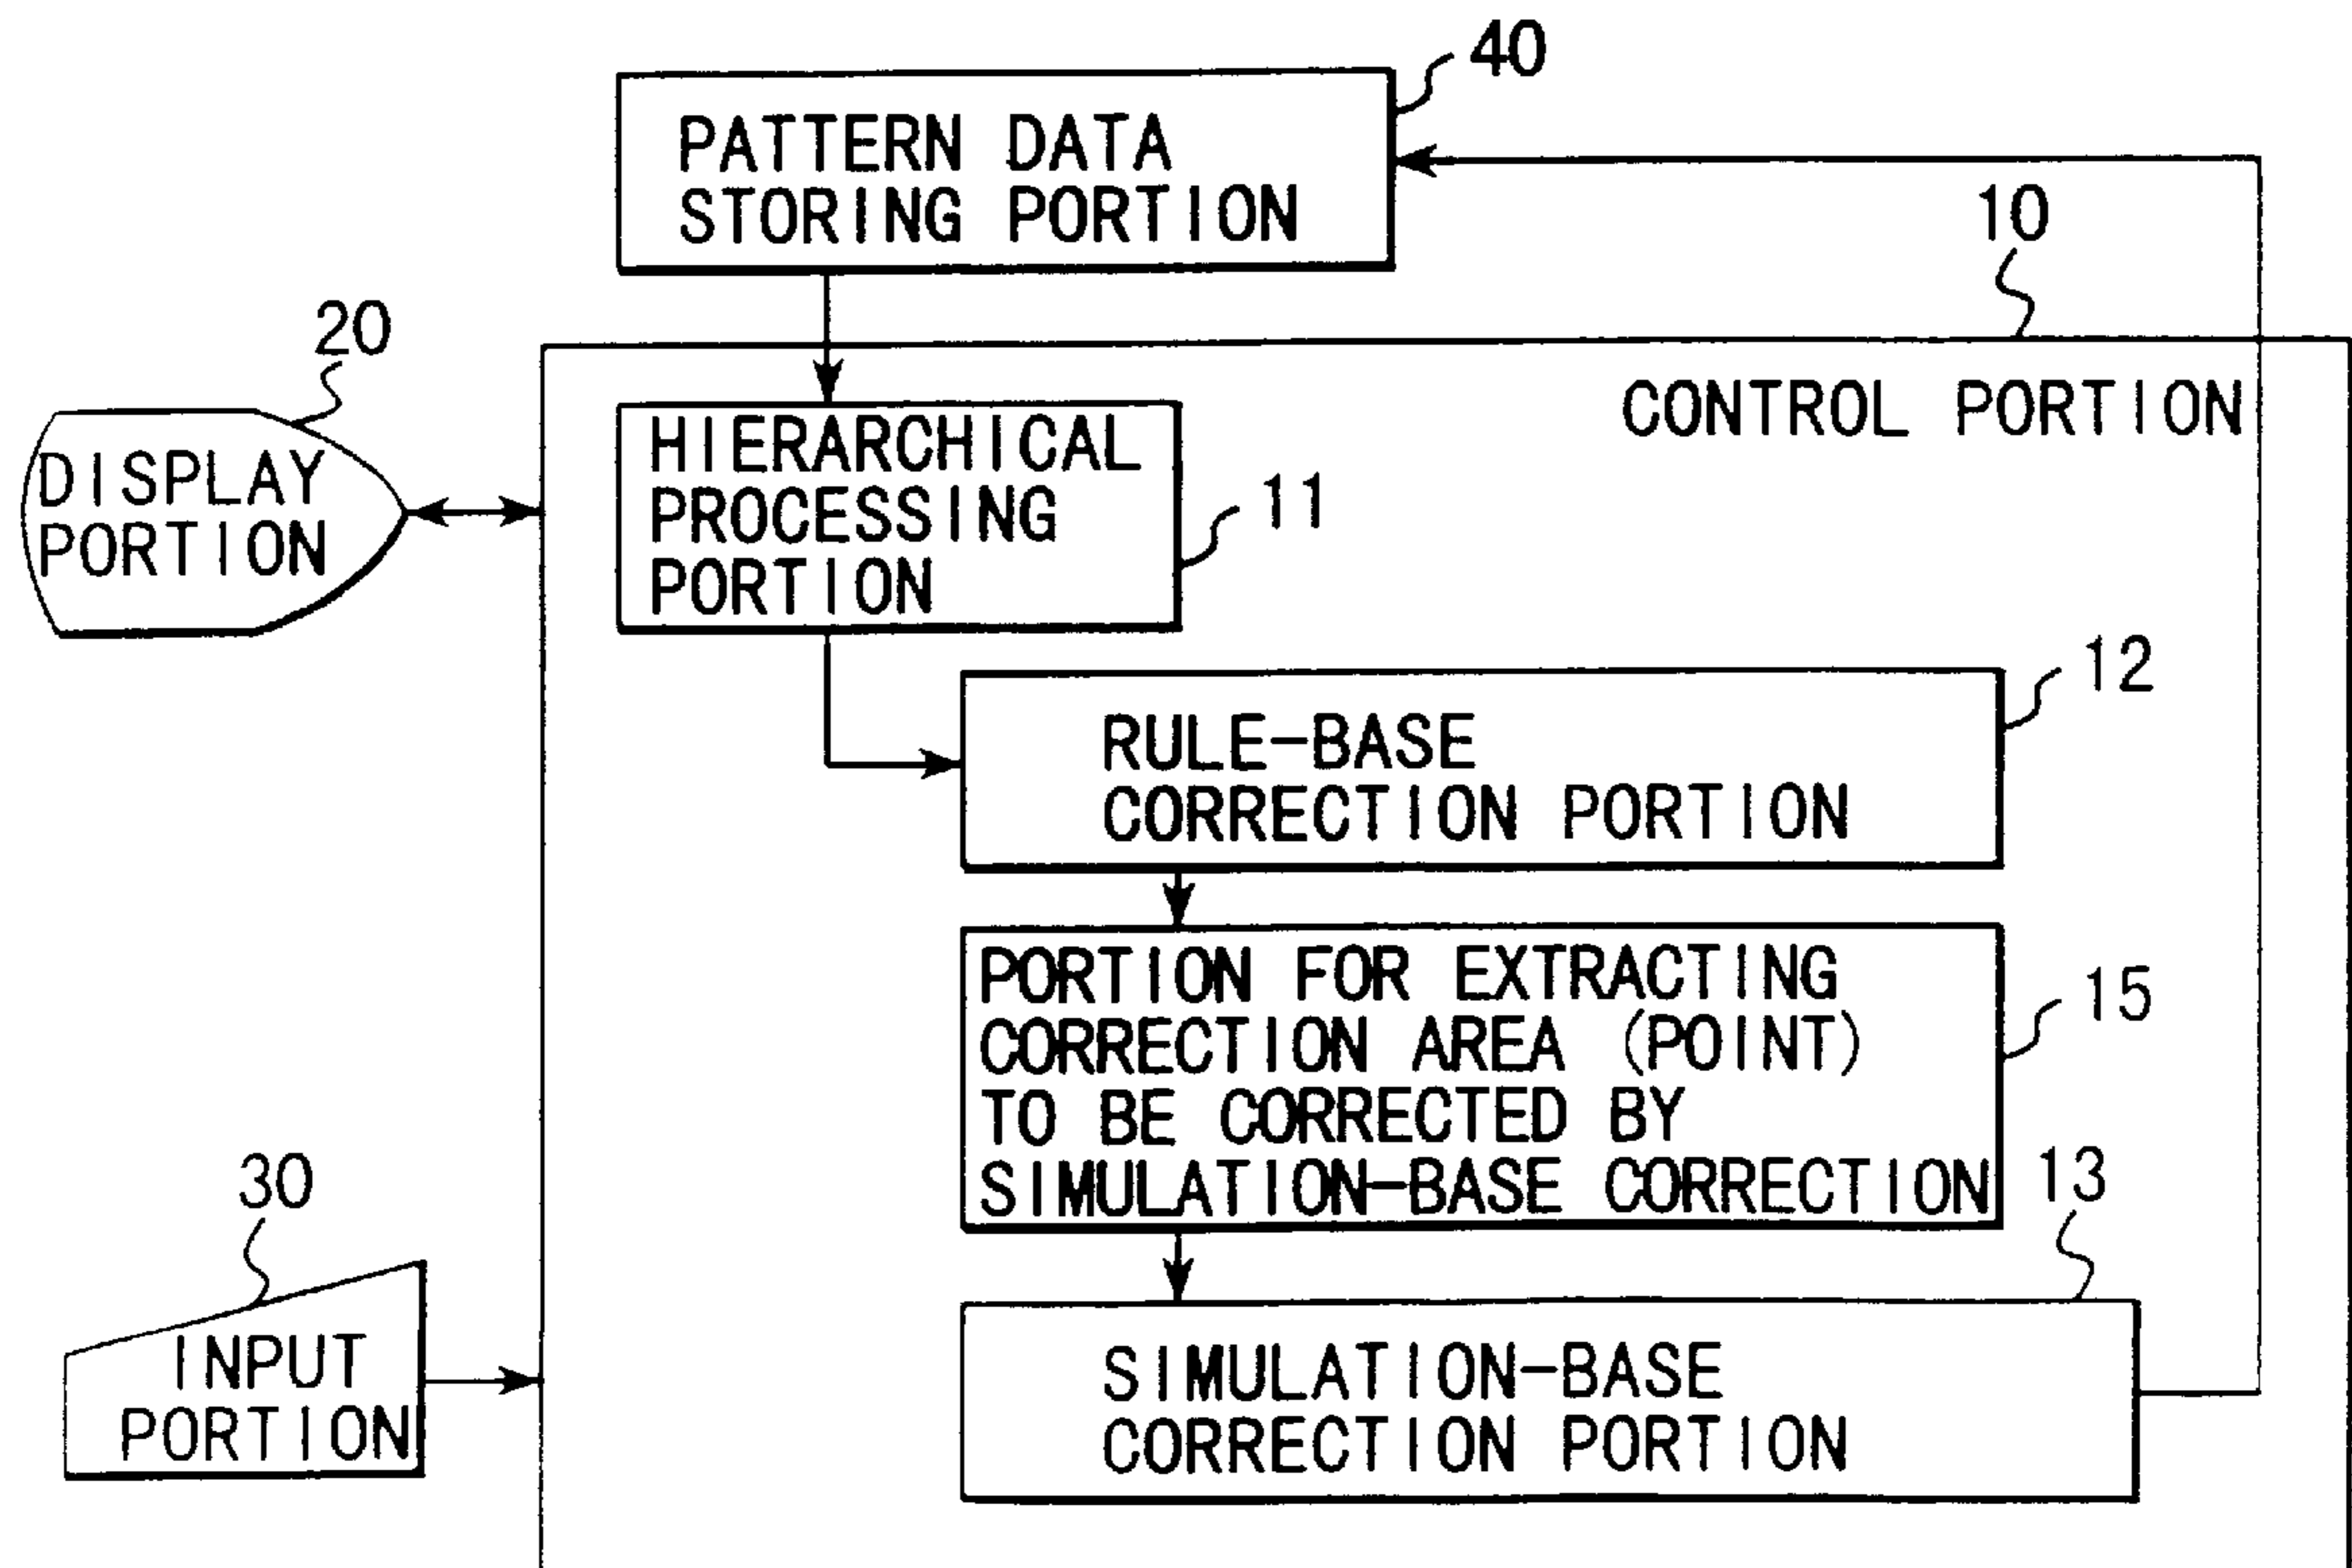 40
PATTERN DATA
STORING PORTION
10
20
CONTROL PORTION
DISPLAY
PORTION
HIERARCHICAL
PROCESSING
PORTION
11
12
RULE-BASE
CORRECTION PORTION
15
PORTION FOR EXTRACTING
CORRECTION AREA (POINT)
TO BE CORRECTED BY
SIMULATION-BASE CORRECTION
13
30
INPUT
PORTION
SIMULATION-BASE
CORRECTION PORTION